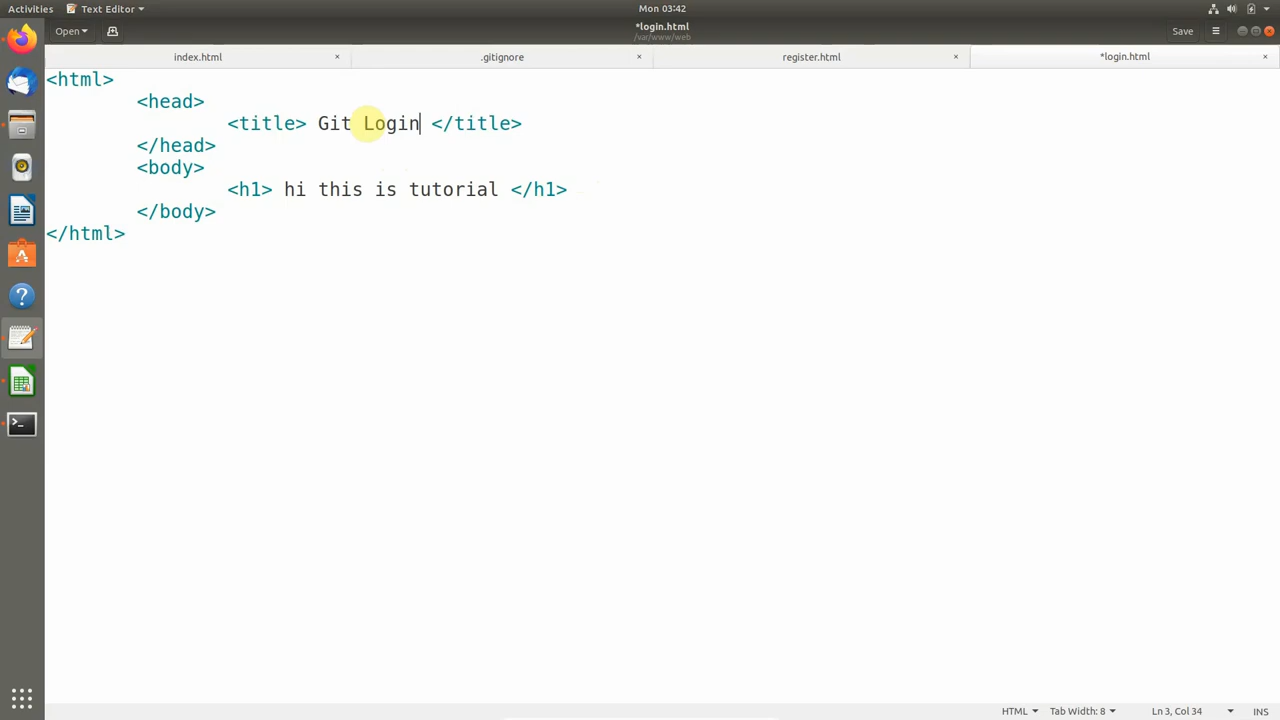 Activities Text Editor Mon 03:42
Open *login.html Save
/var/www/web
index.html .gitignore register.html *login.html
<html>
<head>
<title> Git Login </title>
</head>
<body>
<h1> hi this is tutorial </h1>
</body>
</html>
HTML Tab Width: 8 Ln 3, Col 34 INS